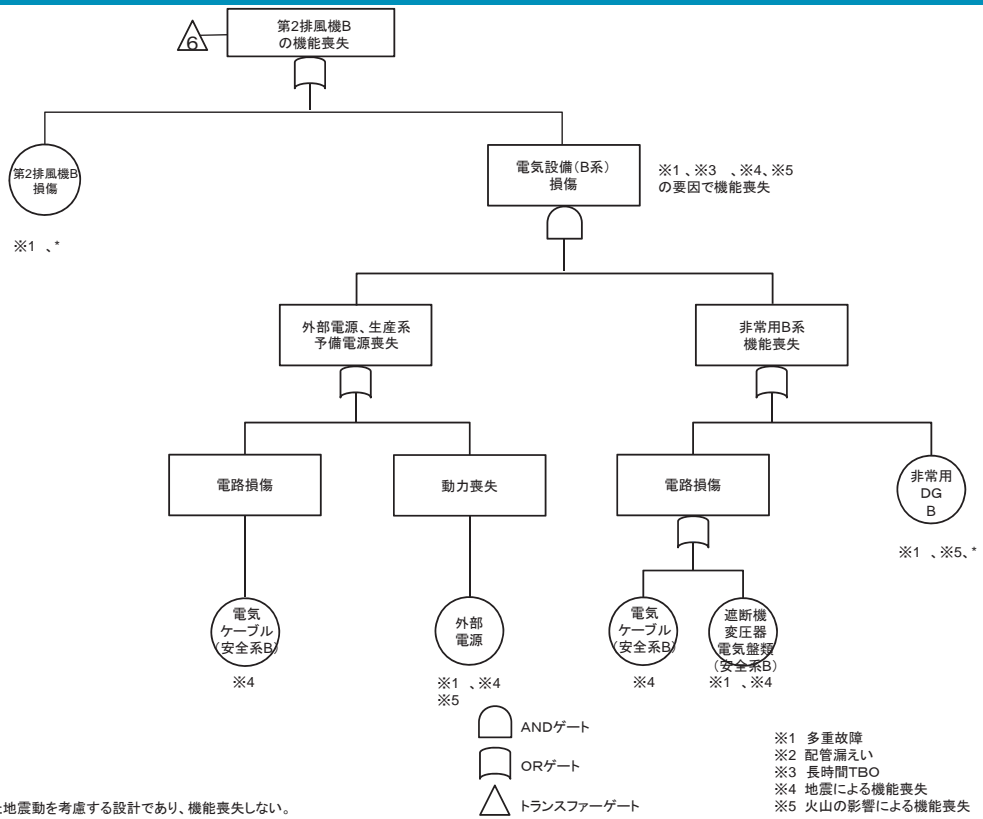 第2排風機B
の機能喪失
6
第2排風機B
損傷
※1 、*
電気設備(B系)
損傷
※1 、※3 、※4、※5
の要因で機能喪失
外部電源、生産系
予備電源喪失
非常用B系
機能喪失
電路損傷
動力喪失
電路損傷
非常用
DG
B
※1 、※5、*
電気
ケーブル
(安全系B)
※4
外部
電源
※1 、※4
※5
電気
ケーブル
(安全系B)
※4
遮断機
変圧器
電気盤類
(安全系B)
※1 、※4
ANDゲート
ORゲート
トランスファーゲート
※1 多重故障
※2 配管漏えい
※3 長時間TBO
※4 地震による機能喪失
※5 火山の影響による機能喪失
地震動を考慮する設計であり、機能喪失しない。